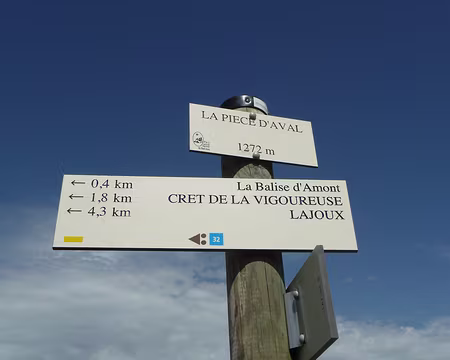 LA PIECE D'AVAL
1272 m
← 0,4 km La Balise d'Amont
← 1,8 km CRET DE LA VIGOUREUSE
← 4,3 km LAJOUX
32